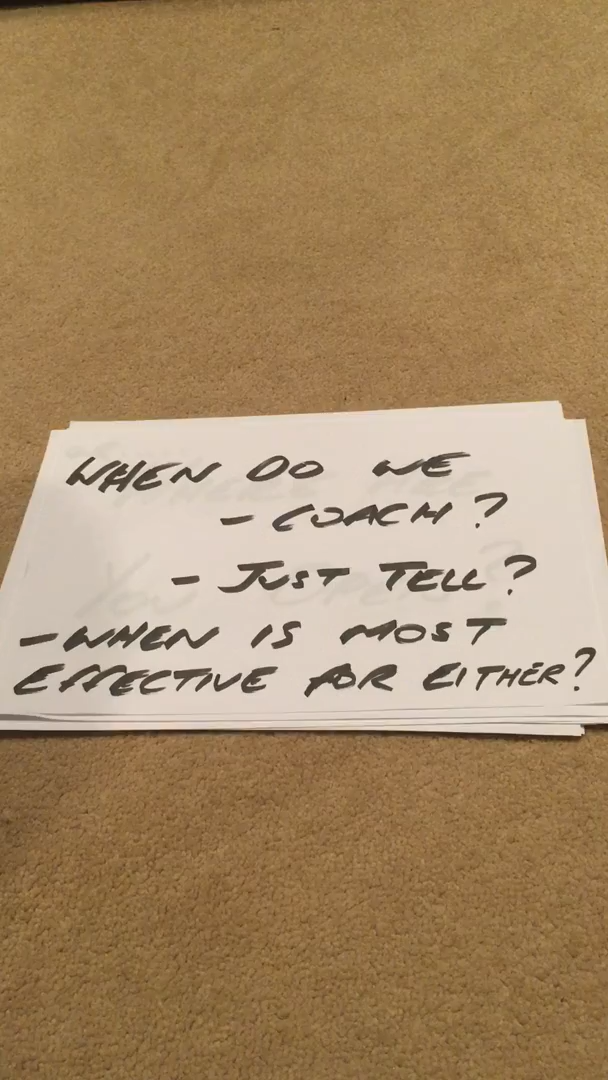 WHEN DO WE
- COACH?
- JUST TELL?
- WHEN IS MOST
EFFECTIVE FOR EITHER?